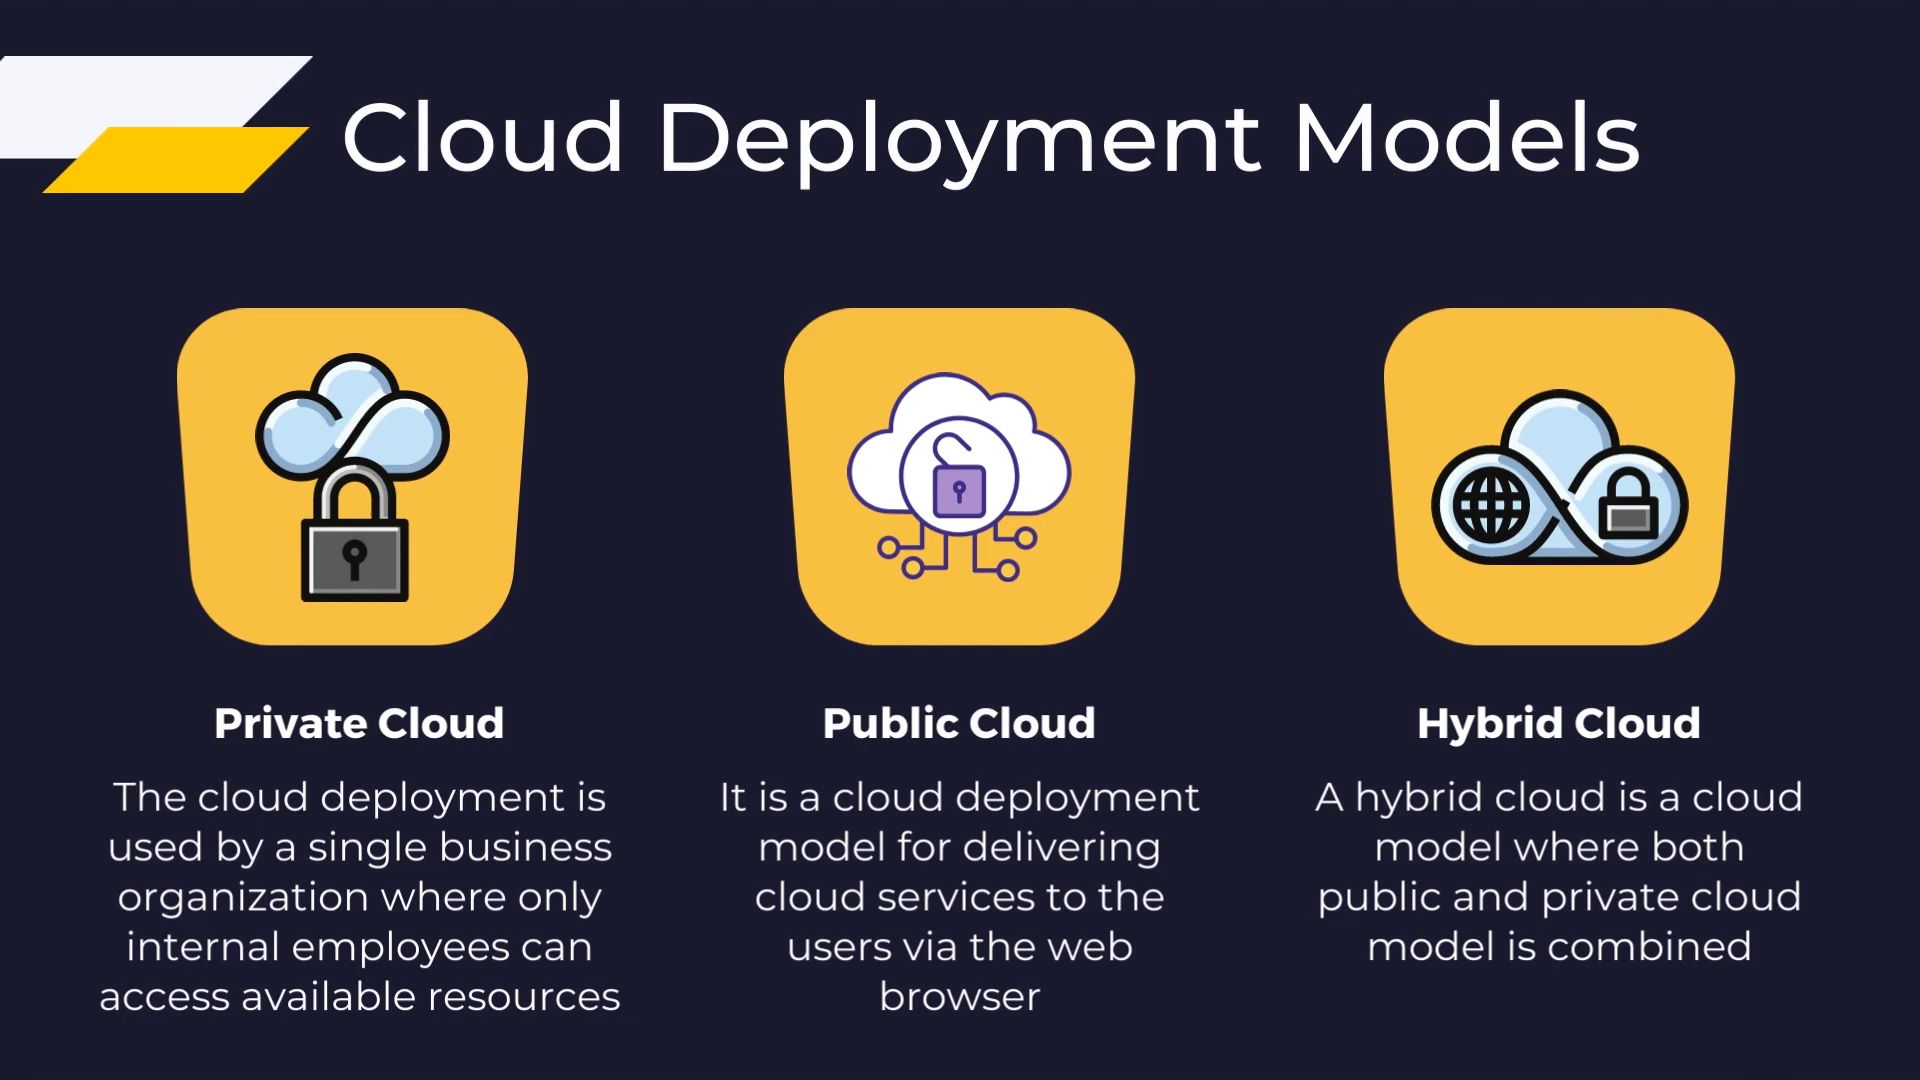 Cloud Deployment Models
Private Cloud
The cloud deployment is
used by a single business
organization where only
internal employees can
access available resources
Public Cloud
It is a cloud deployment
model for delivering
cloud services to the
users via the web
browser
Hybrid Cloud
A hybrid cloud is a cloud
model where both
public and private cloud
model is combined